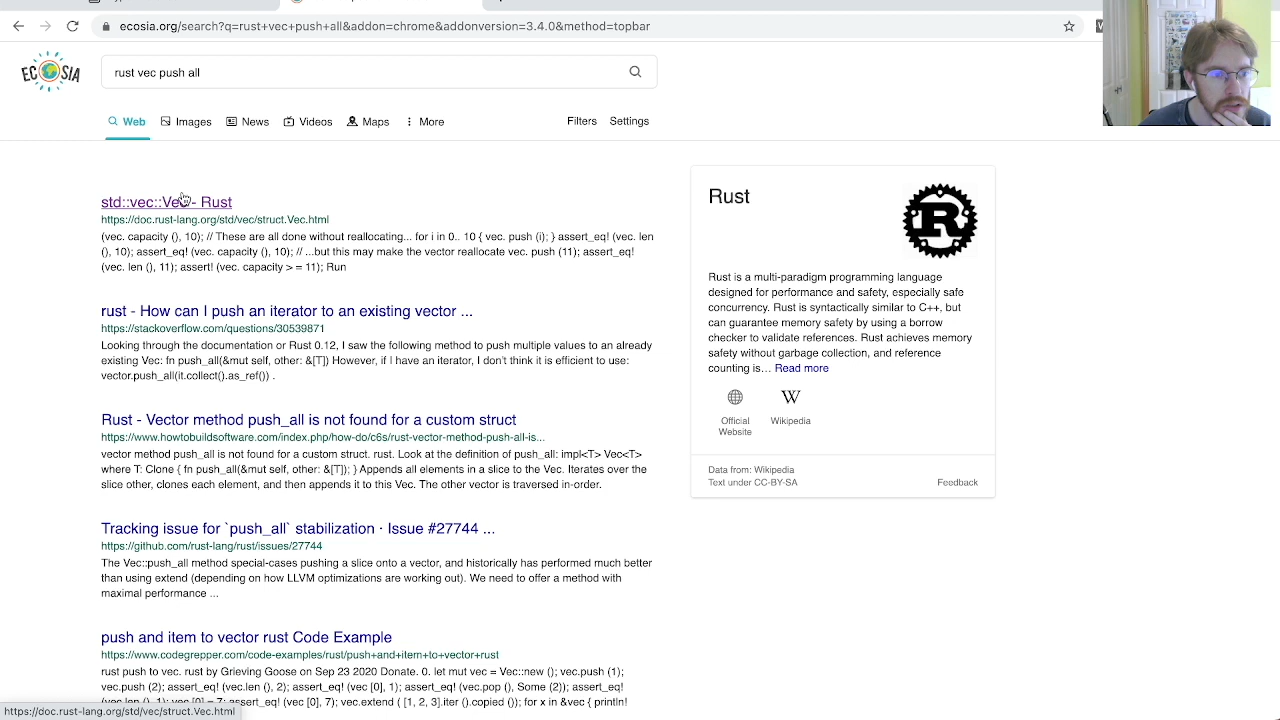 ecosia.org/search?q=rust+vec+push+all&addon=chrome&addonversion=3.4.0&method=topbar
ECOSIA
rust vec push all
Web
Images
News
Videos
Maps
More
Filters
Settings
std::vec::Vec - Rust
https://doc.rust-lang.org/std/vec/struct.Vec.html
(vec. capacity (), 10); // These are all done without reallocating... for i in 0.. 10 { vec. push (i); } assert_eq! (vec. len
(), 10); assert_eq! (vec. capacity (), 10); // ...but this may make the vector reallocate vec. push (11); assert_eq!
(vec. len (), 11); assert! (vec. capacity > = 11); Run
rust - How can I push an iterator to an existing vector ...
https://stackoverflow.com/questions/30539871
Looking through the documentation or Rust 0.12, I saw the following method to push multiple values to an already
existing Vec: fn push_all(&mut self, other: &[T]) However, if I have an iterator, I don't think it is efficient to use:
vector.push_all(it.collect().as_ref()) .
Rust - Vector method push_all is not found for a custom struct
https://www.howtobuildsoftware.com/index.php/how-do/c6s/rust-vector-method-push-all-is...
vector method push_all is not found for a custom struct. rust. Look at the definition of push_all: impl<T> Vec<T>
where T: Clone { fn push_all(&mut self, other: &[T]); } Appends all elements in a slice to the Vec. Iterates over the
slice other, clones each element, and then appends it to this Vec. The other vector is traversed in-order.
Tracking issue for `push_all` stabilization · Issue #27744 ...
https://github.com/rust-lang/rust/issues/27744
The Vec::push_all method special-cases pushing a slice onto a vector, and historically has performed much better
than using extend (depending on how LLVM optimizations are working out). We need to offer a method with
maximal performance ...
push and item to vector rust Code Example
https://www.codegrepper.com/code-examples/rust/push+and+item+to+vector+rust
rust push to vec. rust by Grieving Goose on Sep 23 2020 Donate. 0. let mut vec = Vec::new (); vec.push (1);
vec.push (2); assert_eq! (vec.len (), 2); assert_eq! (vec [0], 1); assert_eq! (vec.pop (), Some (2)); assert_eq!
(vec.len (), 1); vec [0] = 7; assert_eq! (vec [0], 7); vec.extend ( [1, 2, 3].iter ().copied ()); for x in &vec { println!
https://doc.rust-lang.org/std/vec/struct.Vec.html
Rust
R
Rust is a multi-paradigm programming language
designed for performance and safety, especially safe
concurrency. Rust is syntactically similar to C++, but
can guarantee memory safety by using a borrow
checker to validate references. Rust achieves memory
safety without garbage collection, and reference
counting is… Read more
W
Official
Website
Wikipedia
Data from: Wikipedia
Text under CC-BY-SA
Feedback